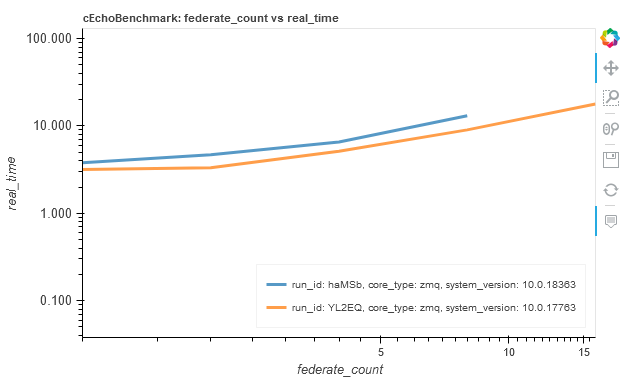 cEchoBenchmark: federate_count vs real_time
100.000
10.000
1.000
0.100
real_time
run_id: haMSb, core_type: zmq, system_version: 10.0.18363
run_id: YL2EQ, core_type: zmq, system_version: 10.0.17763
5
10
15
federate_count